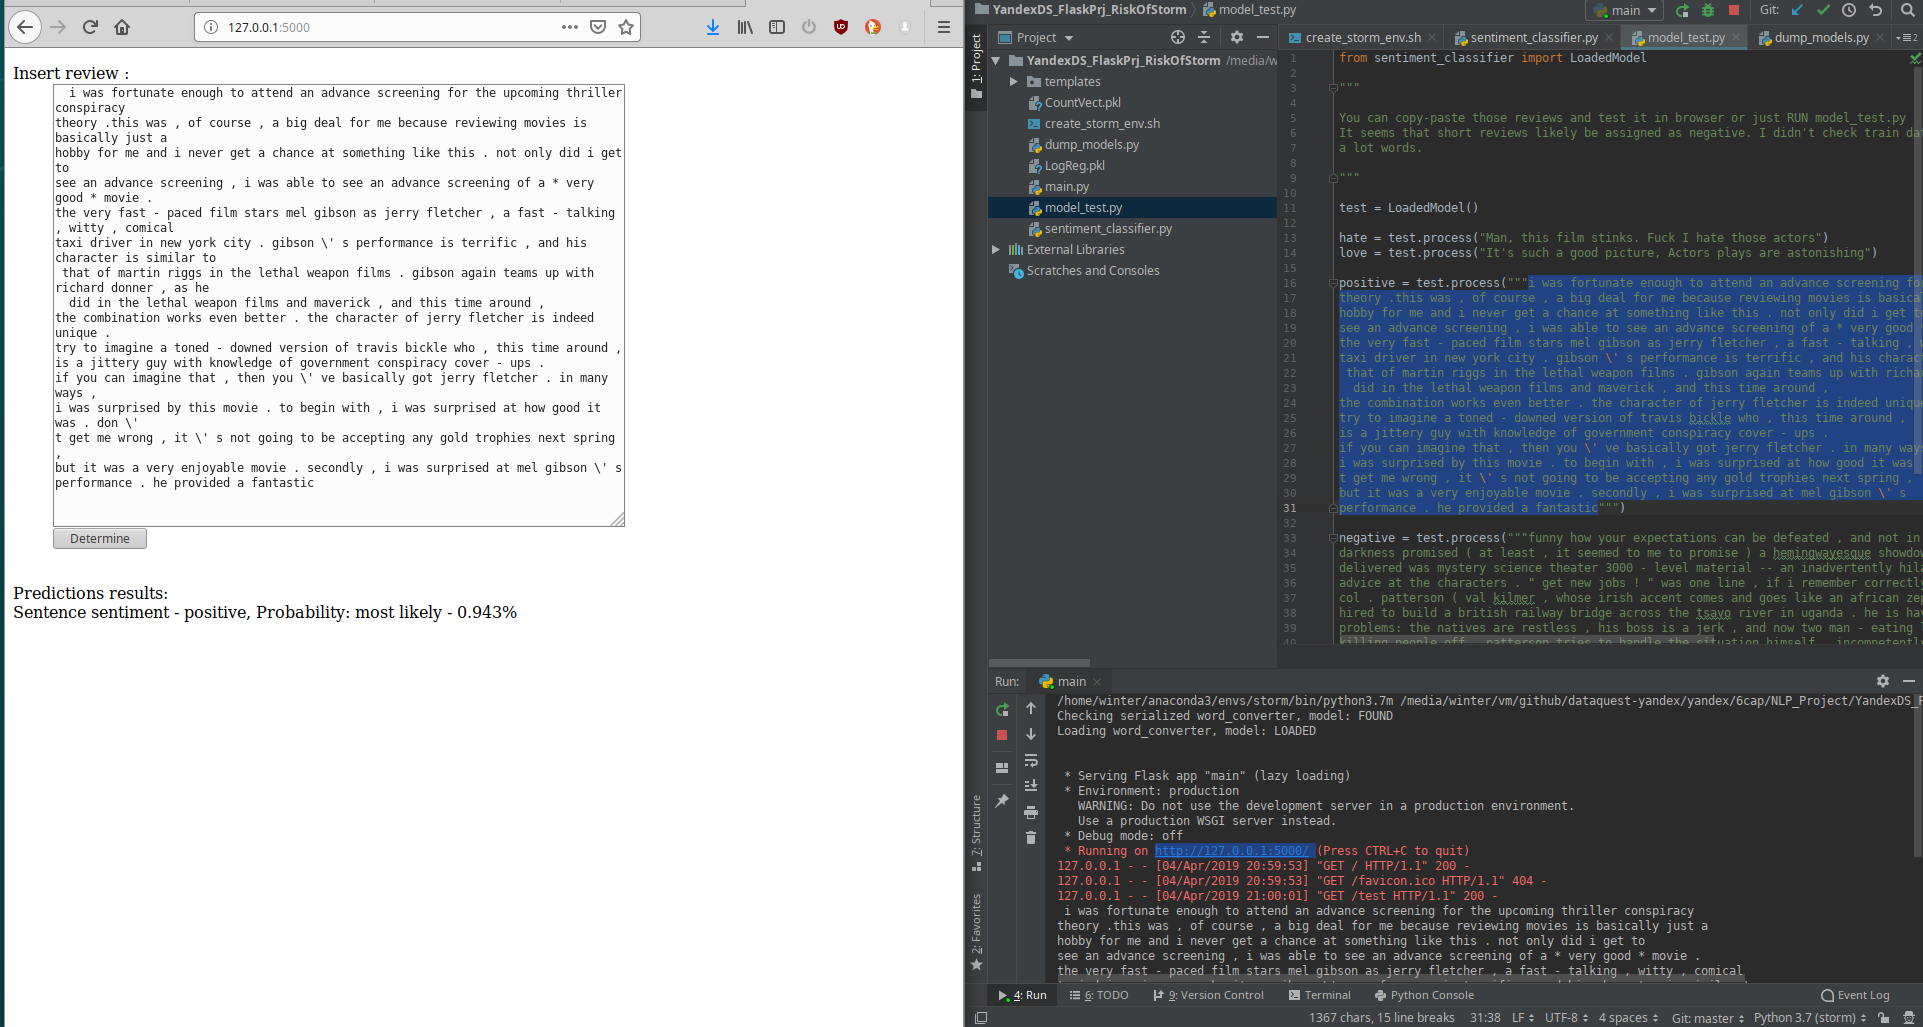 127.0.0.1:5000
Insert review :
i was fortunate enough to attend an advance screening for the upcoming thriller
conspiracy
theory .this was , of course , a big deal for me because reviewing movies is
basically just a
hobby for me and i never get a chance at something like this . not only did i get
to
see an advance screening , i was able to see an advance screening of a * very
good * movie .
the very fast - paced film stars mel gibson as jerry fletcher , a fast - talking
, witty , comical
taxi driver in new york city . gibson \' s performance is terrific , and his
character is similar to
that of martin riggs in the lethal weapon films . gibson again teams up with
richard donner , as he
did in the lethal weapon films and maverick , and this time around ,
the combination works even better . the character of jerry fletcher is indeed
unique .
try to imagine a toned - downed version of travis bickle who , this time around ,
is a jittery guy with knowledge of government conspiracy cover - ups .
if you can imagine that , then you \' ve basically got jerry fletcher . in many
ways ,
i was surprised by this movie . to begin with , i was surprised at how good it
was . don \'
t get me wrong , it \' s not going to be accepting any gold trophies next spring
,
but it was a very enjoyable movie . secondly , i was surprised at mel gibson \' s
performance . he provided a fantastic
Determine
Predictions results:
Sentence sentiment - positive, Probability: most likely - 0.943%
YandexDS_FlaskPrj_RiskOfStorm
model_test.py
main
Git:
1: Project
Project
create_storm_env.sh
sentiment_classifier.py
model_test.py
dump_models.py
YandexDS_FlaskPrj_RiskOfStorm /media/w
templates
CountVect.pkl
create_storm_env.sh
dump_models.py
LogReg.pkl
main.py
model_test.py
sentiment_classifier.py
External Libraries
Scratches and Consoles
1 from sentiment_classifier import LoadedModel
2
3 """
4
5 You can copy-paste those reviews and test it in browser or just RUN model_test.py
6 It seems that short reviews likely be assigned as negative. I didn't check train da
7 a lot words.
8
9 """
10
11 test = LoadedModel()
12
13 hate = test.process("Man, this film stinks. Fuck I hate those actors")
14 love = test.process("It's such a good picture, Actors plays are astonishing")
15
16 positive = test.process("""i was fortunate enough to attend an advance screening fo
17 theory .this was , of course , a big deal for me because reviewing movies is basica
18 hobby for me and i never get a chance at something like this . not only did i get t
19 see an advance screening , i was able to see an advance screening of a * very good
20 the very fast - paced film stars mel gibson as jerry fletcher , a fast - talking , w
21 taxi driver in new york city . gibson \' s performance is terrific , and his charac
22 that of martin riggs in the lethal weapon films . gibson again teams up with richar
23 did in the lethal weapon films and maverick , and this time around ,
24 the combination works even better . the character of jerry fletcher is indeed uniqu
25 try to imagine a toned - downed version of travis bickle who , this time around ,
26 is a jittery guy with knowledge of government conspiracy cover - ups .
27 if you can imagine that , then you \' ve basically got jerry fletcher . in many way
28 i was surprised by this movie . to begin with , i was surprised at how good it was
29 t get me wrong , it \' s not going to be accepting any gold trophies next spring ,
30 but it was a very enjoyable movie . secondly , i was surprised at mel gibson \' s
31 performance . he provided a fantastic""")
32
33 negative = test.process("""funny how your expectations can be defeated , and not in
34 darkness promised ( at least , it seemed to me to promise ) a hemingwayesque showdow
35 delivered was mystery science theater 3000 - level material -- an inadvertently hila
36 advice at the characters . " get new jobs ! " was one line , if i remember correctly
37 col . patterson ( val kilmer , whose irish accent comes and goes like an african zep
38 hired to build a british railway bridge across the tsavo river in uganda . he is hav
39 problems: the natives are restless , his boss is a jerk , and now two man - eating l
40 killing people off . patterson tries to handle the situation himself , incompetently
Run:
main
/home/winter/anaconda3/envs/storm/bin/python3.7m /media/winter/vm/github/dataquest-yandex/yandex/6cap/NLP_Project/YandexDS_F
Checking serialized word_converter, model: FOUND
Loading word_converter, model: LOADED
* Serving Flask app "main" (lazy loading)
* Environment: production
WARNING: Do not use the development server in a production environment.
Use a production WSGI server instead.
* Debug mode: off
* Running on http://127.0.0.1:5000/ (Press CTRL+C to quit)
127.0.0.1 - - [04/Apr/2019 20:59:53] "GET / HTTP/1.1" 200 -
127.0.0.1 - - [04/Apr/2019 20:59:53] "GET /favicon.ico HTTP/1.1" 404 -
127.0.0.1 - - [04/Apr/2019 21:00:01] "GET /test HTTP/1.1" 200 -
i was fortunate enough to attend an advance screening for the upcoming thriller conspiracy
theory .this was , of course , a big deal for me because reviewing movies is basically just a
hobby for me and i never get a chance at something like this . not only did i get to
see an advance screening , i was able to see an advance screening of a * very good * movie .
the very fast - paced film stars mel gibson as jerry fletcher , a fast - talking , witty , comical
7: Structure
2: Favorites
4: Run
6: TODO
9: Version Control
Terminal
Python Console
Event Log
1367 chars, 15 line breaks
31:38
LF
UTF-8
4 spaces
Git: master
Python 3.7 (storm)